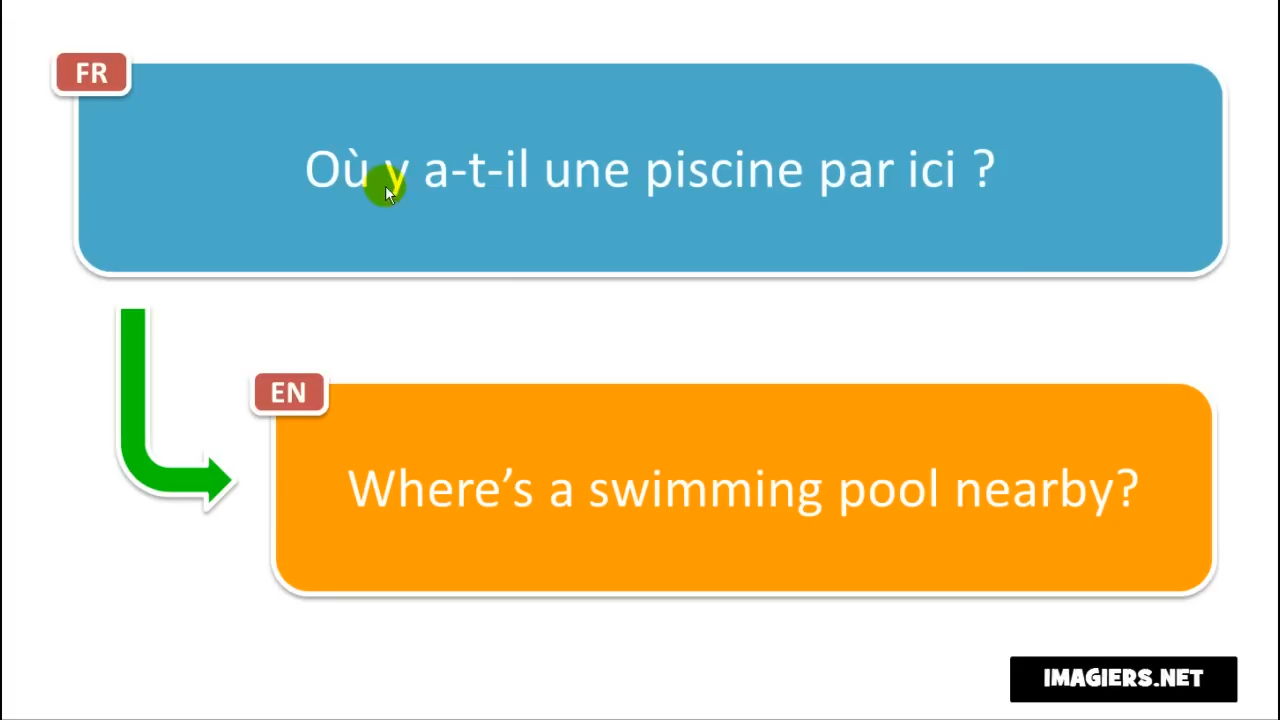 FR
Où y a-t-il une piscine par ici ?
EN
Where’s a swimming pool nearby?
IMAGIERS.NET